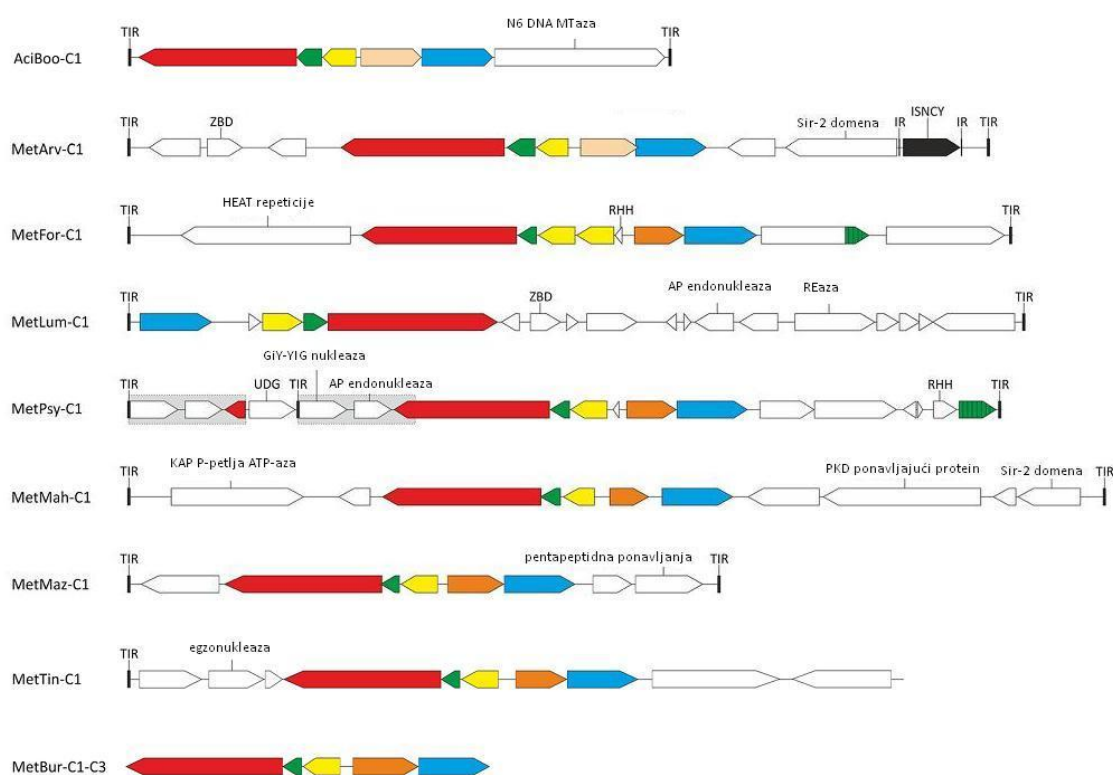 N6 DNA MTaza
TIR TIR
AciBoo-C1
ISNCY
TIR ZBD Sir-2 domena IR IR TIR
MetArv-C1
HEAT repeticije
TIR RHH TIR
MetFor-C1
AP endonukleaza REaza
TIR ZBD TIR
MetLum-C1
GiY-YIG nukleaza
TIR UDG TIR AP endonukleaza RHH TIR
MetPsy-C1
KAP P-petlja ATP-aza PKD ponavljajući protein Sir-2 domena
TIR TIR
MetMah-C1
pentapeptidna ponavljanja
TIR TIR
MetMaz-C1
egzonukleaza
TIR
MetTin-C1
MetBur-C1-C3